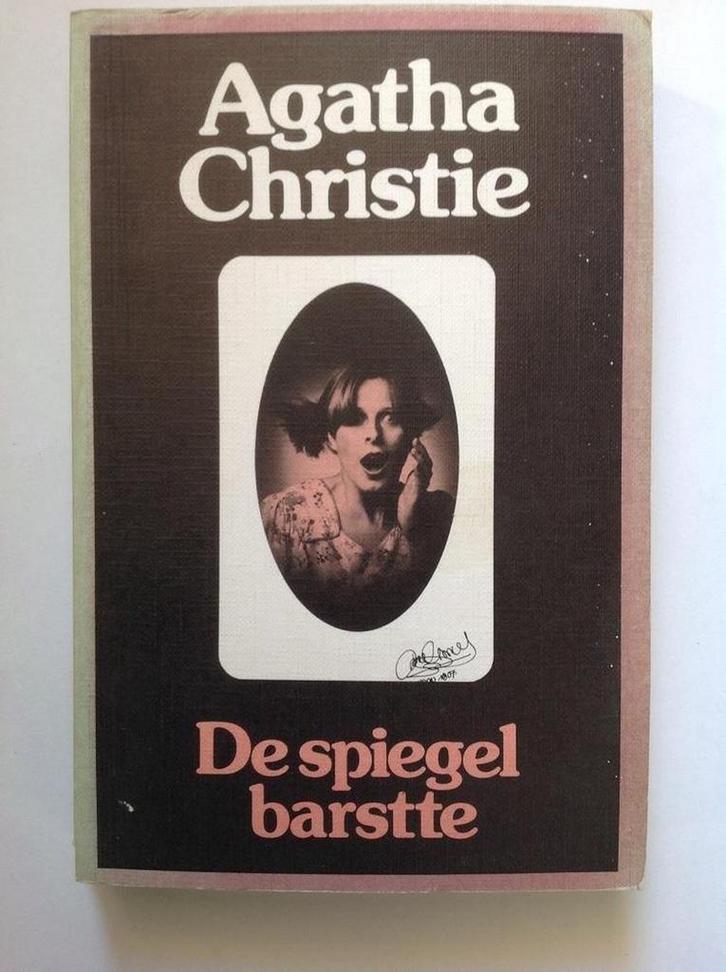 Agatha
Christie
De spiegel
barstte